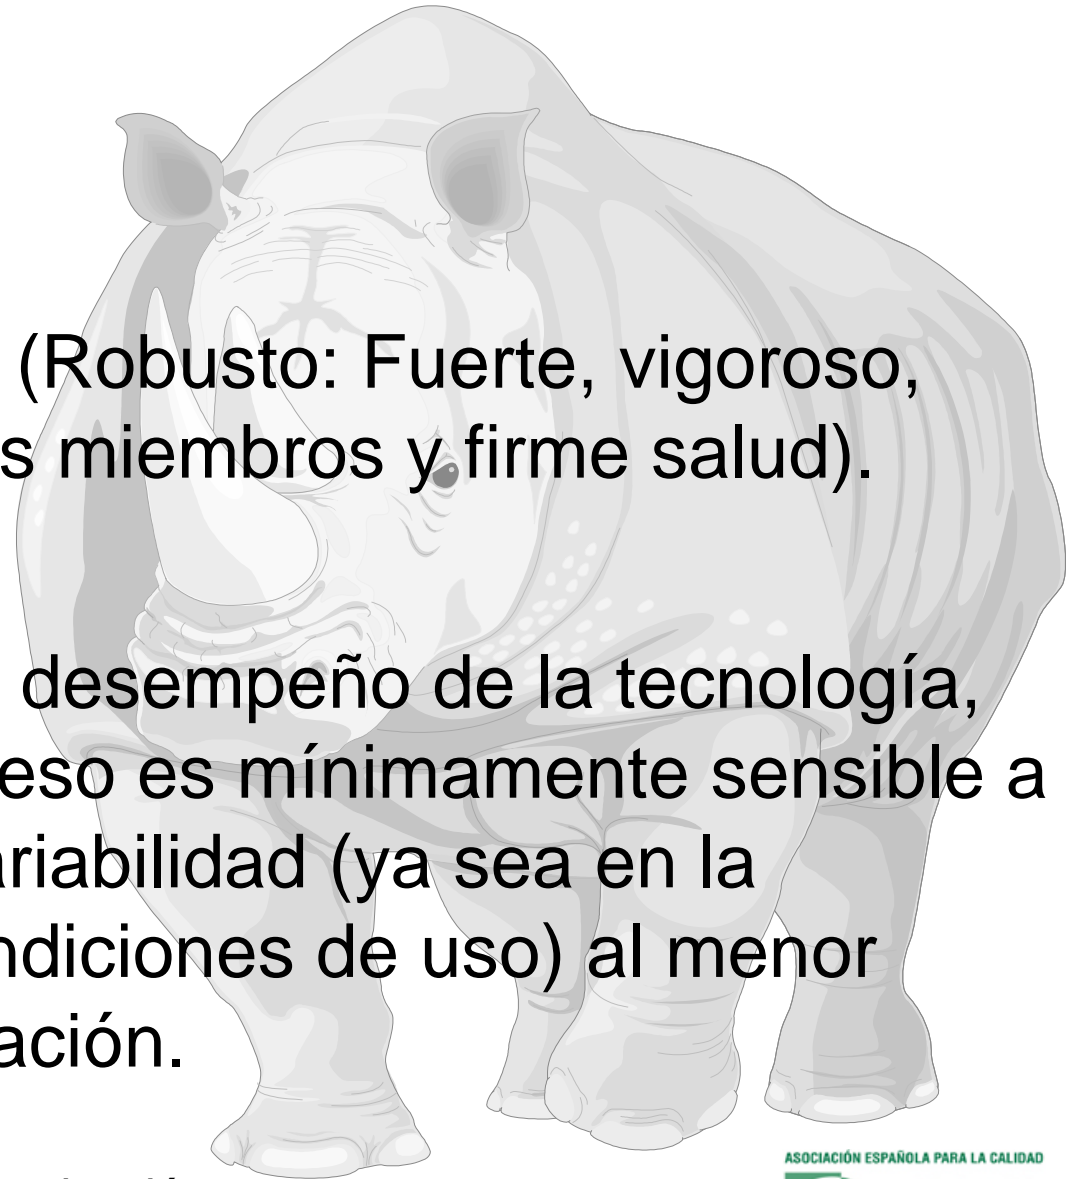 (Robusto: Fuerte, vigoroso,
s miembros y firme salud).
desempeño de la tecnología,
eso es mínimamente sensible a
ariabilidad (ya sea en la
ndiciones de uso) al menor
ación.
ASOCIACIÓN ESPAÑOLA PARA LA CALIDAD